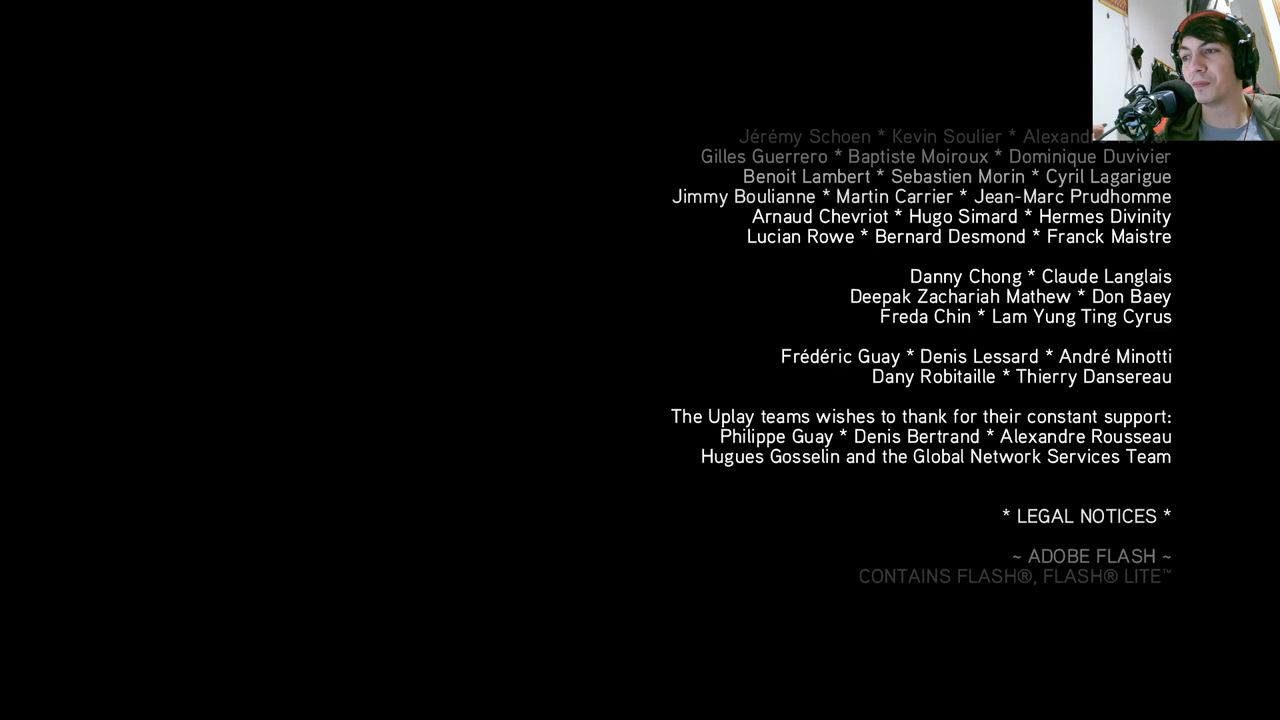 Jérémy Schoen * Kevin Soulier *
Gilles Guerrero * Baptiste Moiroux * Dominique Duvivier
Benoit Lambert * Sebastien Morin * Cyril Lagarigue
Jimmy Boulianne * Martin Carrier * Jean-Marc Prudhomme
Arnaud Chevriot * Hugo Simard * Hermes Divinity
Lucian Rowe * Bernard Desmond * Franck Maistre
Danny Chong * Claude Langlais
Deepak Zachariah Mathew * Don Baey
Freda Chin * Lam Yung Ting Cyrus
Frédéric Guay * Denis Lessard * André Minotti
Dany Robitaille * Thierry Dansereau
The Uplay teams wishes to thank for their constant support:
Philippe Guay * Denis Bertrand * Alexandre Rousseau
Hugues Gosselin and the Global Network Services Team
* LEGAL NOTICES *
~ ADOBE FLASH ~
CONTAINS FLASH®, FLASH® LITE™